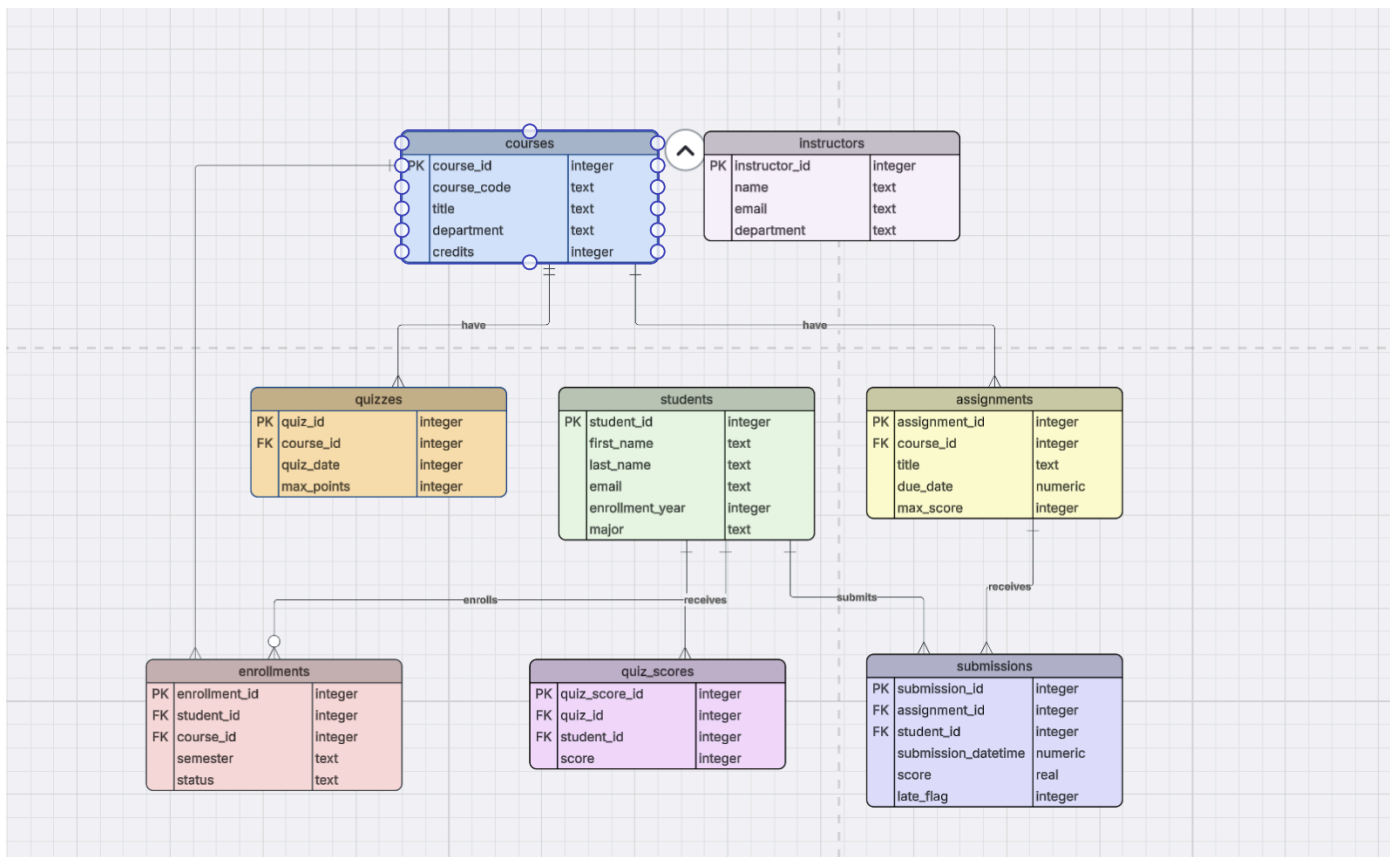 courses
PK course_id integer
course_code text
title text
department text
credits integer
instructors
PK instructor_id integer
name text
email text
department text
have
have
quizzes
PK quiz_id integer
FK course_id integer
quiz_date integer
max_points integer
students
PK student_id integer
first_name text
last_name text
email text
enrollment_year integer
major text
assignments
PK assignment_id integer
FK course_id integer
title text
due_date numeric
max_score integer
enrolls
receives
submits
receives
enrollments
PK enrollment_id integer
FK student_id integer
FK course_id integer
semester text
status text
quiz_scores
PK quiz_score_id integer
FK quiz_id integer
FK student_id integer
score integer
submissions
PK submission_id integer
FK assignment_id integer
FK student_id integer
submission_datetime numeric
score real
late_flag integer